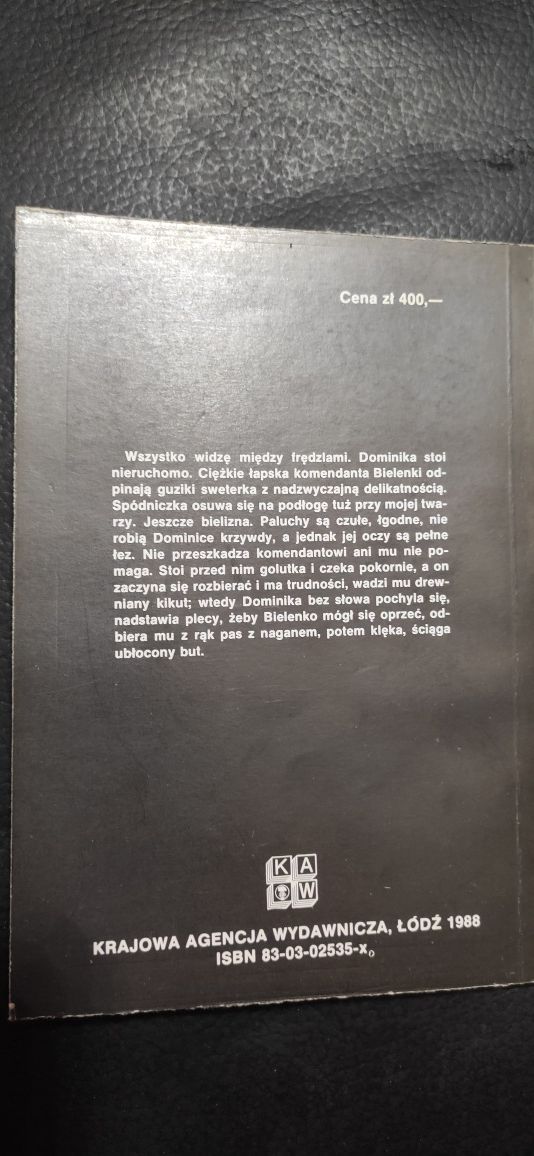 Cena zł 400,—
Wszystko widzę między frędzlami. Dominika stoi
nieruchomo. Ciężkie łapska komendanta Bielenki od-
pinają guziki sweterka z nadzwyczajną delikatnością.
Spódniczka osuwa się na podłogę tuż przy mojej twa-
rzy. Jeszcze bielizna. Paluchy są czułe, łgodne, nie
robią Dominice krzywdy, a jednak jej oczy są pełne
łez. Nie przeszkadza komendantowi ani mu nie po-
maga. Stoi przed nim golutka i czeka pokornie, a on
zaczyna się rozbierać i ma trudności, wadzi mu drew-
niany kikut; wtedy Dominika bez słowa pochyla się,
nadstawia plecy, żeby Bielenko mógł się oprzeć, od-
biera mu z rąk pas z naganem, potem klęka, ściąga
ubłocony but.
K A
W
KRAJOWA AGENCJA WYDAWNICZA, ŁÓDŹ 1988
ISBN 83-03-02535-x